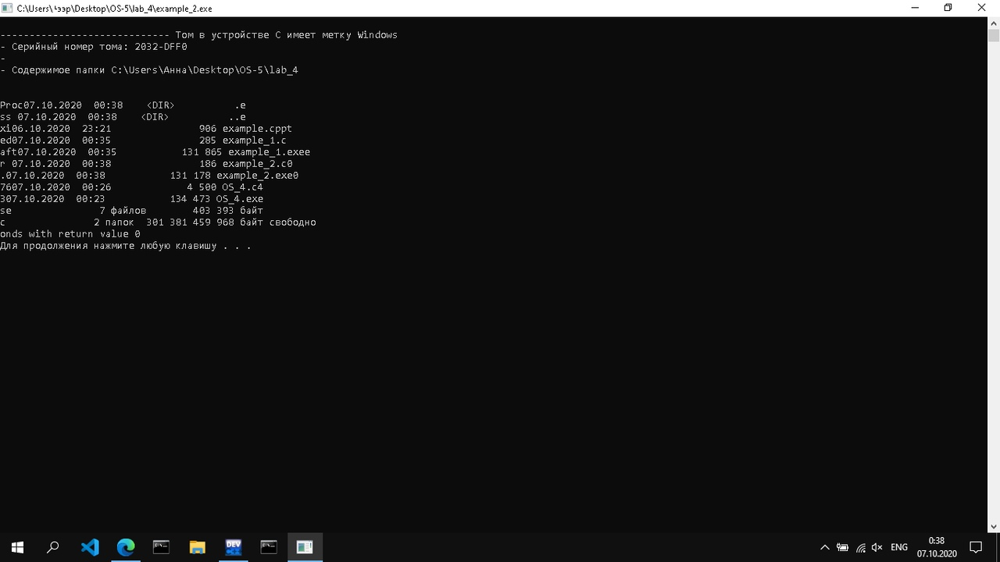 C:\Users\╘ээр\Desktop\OS-5\lab_4\example_2.exe
----------------------------- Том в устройстве C имеет метку Windows
- Серийный номер тома: 2032-DFF0
-
- Содержимое папки C:\Users\Анна\Desktop\OS-5\lab_4
Proc07.10.2020  00:38    <DIR>          .e
ss 07.10.2020  00:38    <DIR>          ..e
xi06.10.2020  23:21               906 example.cppt
ed07.10.2020  00:35               285 example_1.c
aft07.10.2020  00:35           131 865 example_1.exee
r 07.10.2020  00:38               186 example_2.c0
.07.10.2020  00:38           131 178 example_2.exe0
7607.10.2020  00:26             4 500 OS_4.c4
307.10.2020  00:23           134 473 OS_4.exe
se               7 файлов        403 393 байт
c               2 папок  301 381 459 968 байт свободно
onds with return value 0
Для продолжения нажмите любую клавишу . . .
DEV
C++
ENG
0:38
07.10.2020